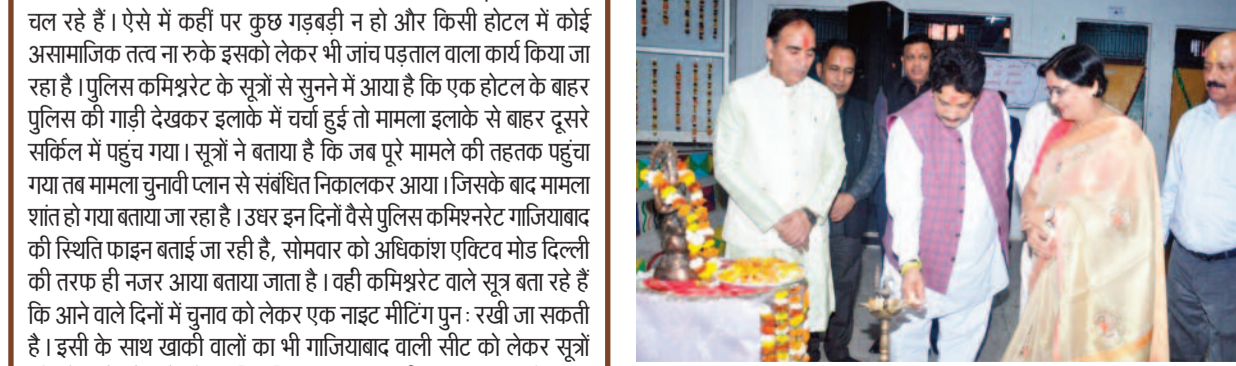 चल रहे हैं। ऐसे में कहीं पर कुछ गड़बड़ी न हो और किसी होटल में कोई
असामाजिक तत्व ना रुके इसको लेकर भी जांच पड़ताल वाला कार्य किया जा
रहा है। पुलिस कमिश्नरेट के सूत्रों से सुनने में आया है कि एक होटल के बाहर
पुलिस की गाड़ी देखकर इलाके में चर्चा हुई तो मामला इलाके से बाहर दूसरे
सर्किल में पहुंच गया। सूत्रों ने बताया है कि जब पूरे मामले की तहतक पहुंचा
गया तब मामला चुनावी प्लान से संबंधित निकालकर आया। जिसके बाद मामला
शांत हो गया बताया जा रहा है। उधर इन दिनों वैसे पुलिस कमिश्नरेट गाजियाबाद
की स्थिति फाइन बताई जा रही है, सोमवार को अधिकांश एक्टिव मोड दिल्ली
की तरफ ही नजर आया बताया जाता है। वही कमिश्नरेट वाले सूत्र बता रहे हैं
कि आने वाले दिनों में चुनाव को लेकर एक नाइट मीटिंग पुन: रखी जा सकती
है। इसी के साथ खाकी वालों का भी गाजियाबाद वाली सीट को लेकर सूत्रों